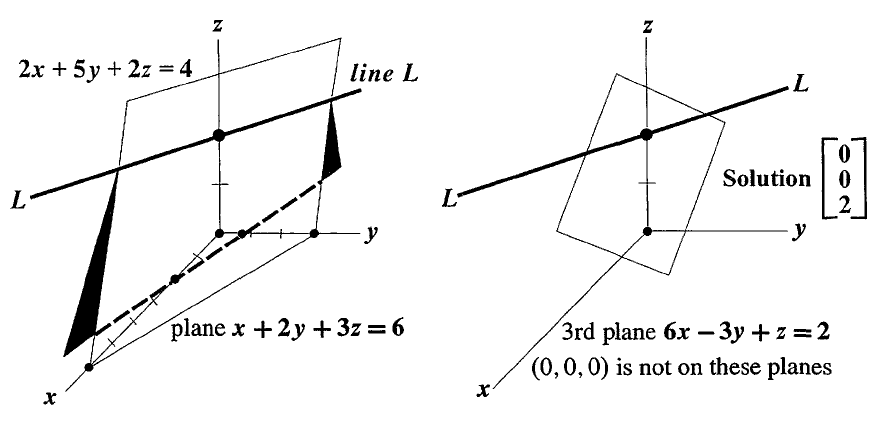 z
2x + 5y + 2z = 4
line L
L
y
plane x + 2y + 3z = 6
x
z
L
Solution [0 0 2]
L
y
3rd plane 6x − 3y + z = 2
(0, 0, 0) is not on these planes
x